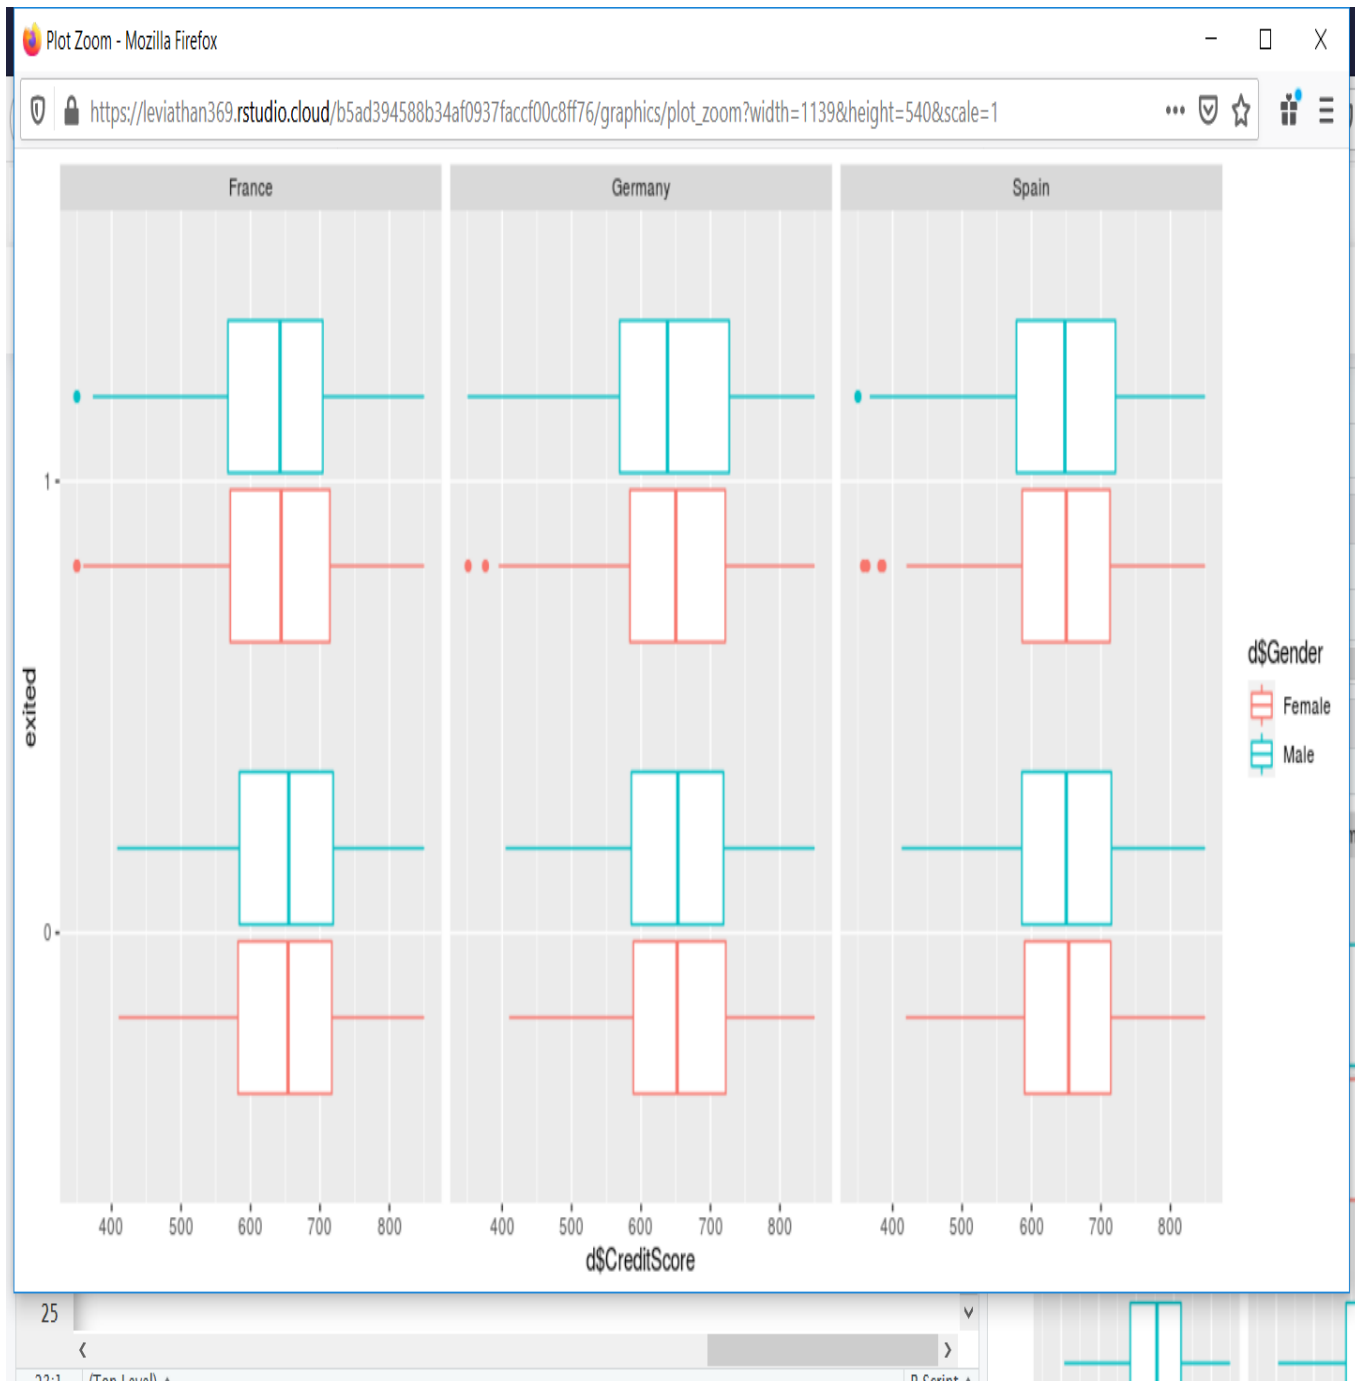 Plot Zoom - Mozilla Firefox
https://leviathan369.rstudio.cloud/b5ad394588b34af0937faccf00c8ff76/graphics/plot_zoom?width=1139&height=540&scale=1
France Germany Spain
1
0
exited
d$Gender
Female
Male
400 500 600 700 800 400 500 600 700 800 400 500 600 700 800
d$CreditScore
25